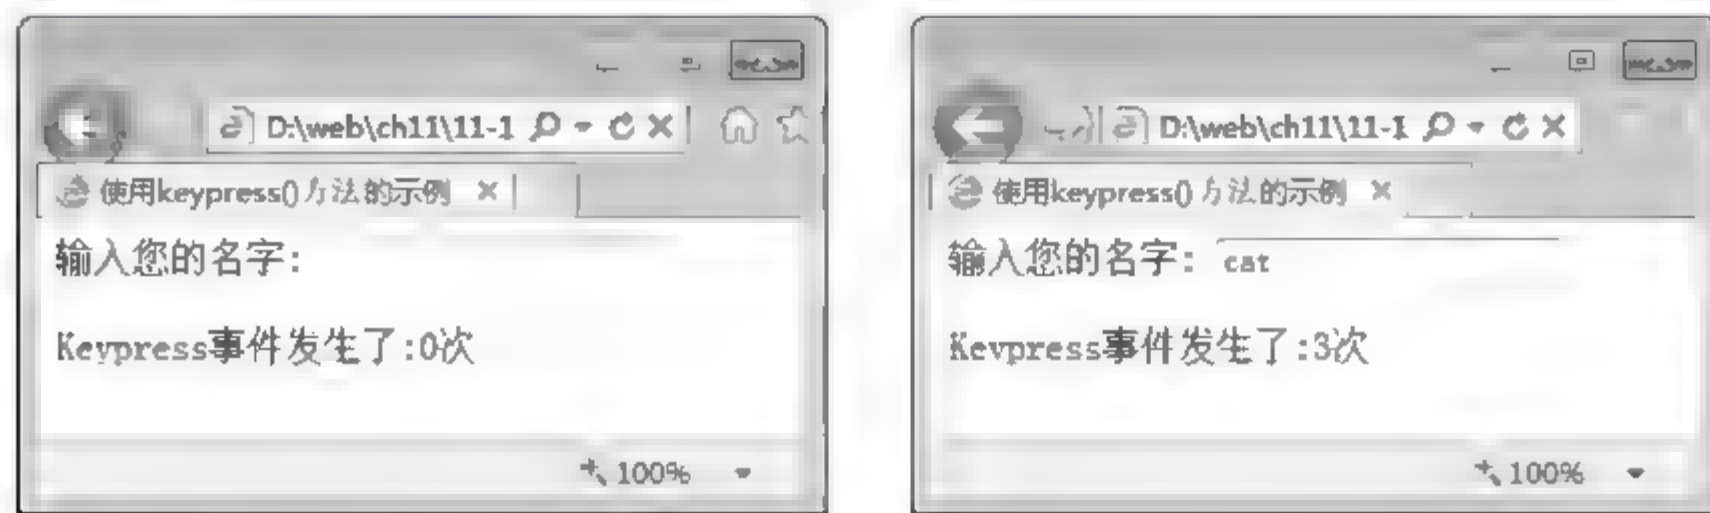 D:\web\ch11\11-1
使用keypress()方法的示例
输入您的名字:
Keypress事件发生了:0次
100%
D:\web\ch11\11-1
使用keypress()方法的示例
输入您的名字: cat
Keypress事件发生了:3次
100%